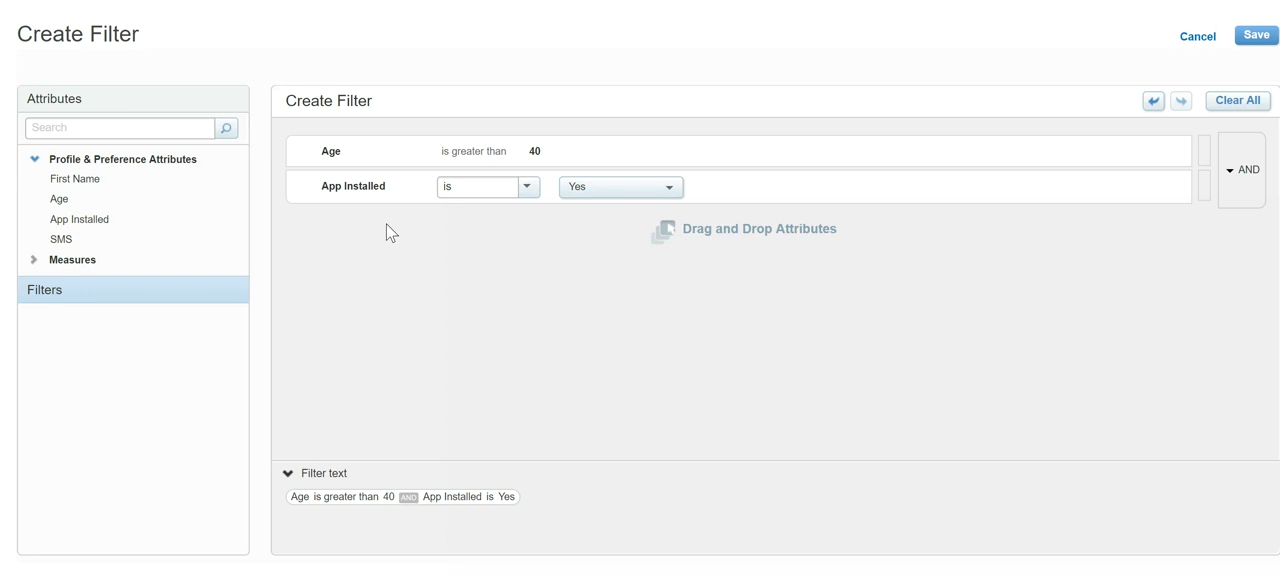 Create Filter
Cancel
Save
Attributes
Search
Profile & Preference Attributes
First Name
Age
App Installed
SMS
Measures
Filters
Create Filter
Clear All
Age is greater than 40
App Installed is Yes
AND
Drag and Drop Attributes
Filter text
Age is greater than 40 AND App Installed is Yes